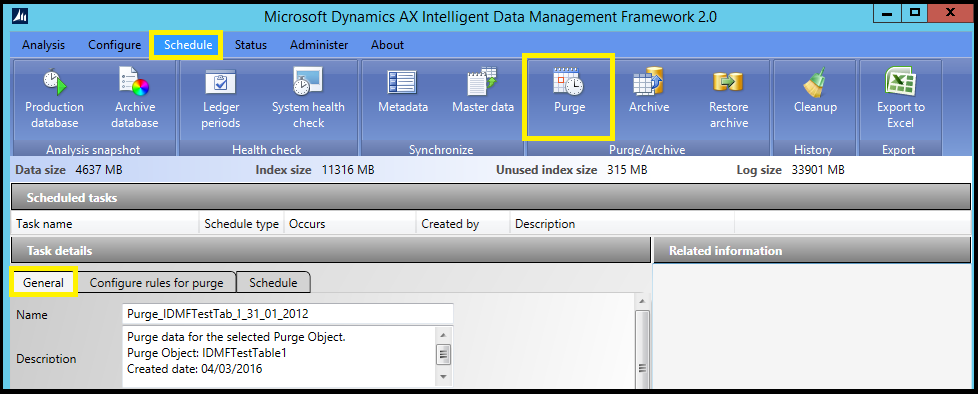 Microsoft Dynamics AX Intelligent Data Management Framework 2.0
Analysis Configure Schedule Status Administer About
Production database Archive database Ledger periods System health check Metadata Master data Purge Archive Restore archive Cleanup Export to Excel
Analysis snapshot Health check Synchronize Purge/Archive History Export
Data size 4637 MB Index size 11316 MB Unused index size 315 MB Log size 33901 MB
Scheduled tasks
Task name Schedule type Occurs Created by Description
Task details Related information
General Configure rules for purge Schedule
Name Purge_IDMFTestTab_1_31_01_2012
Description Purge data for the selected Purge Object.
Purge Object: IDMFTestTable1
Created date: 04/03/2016